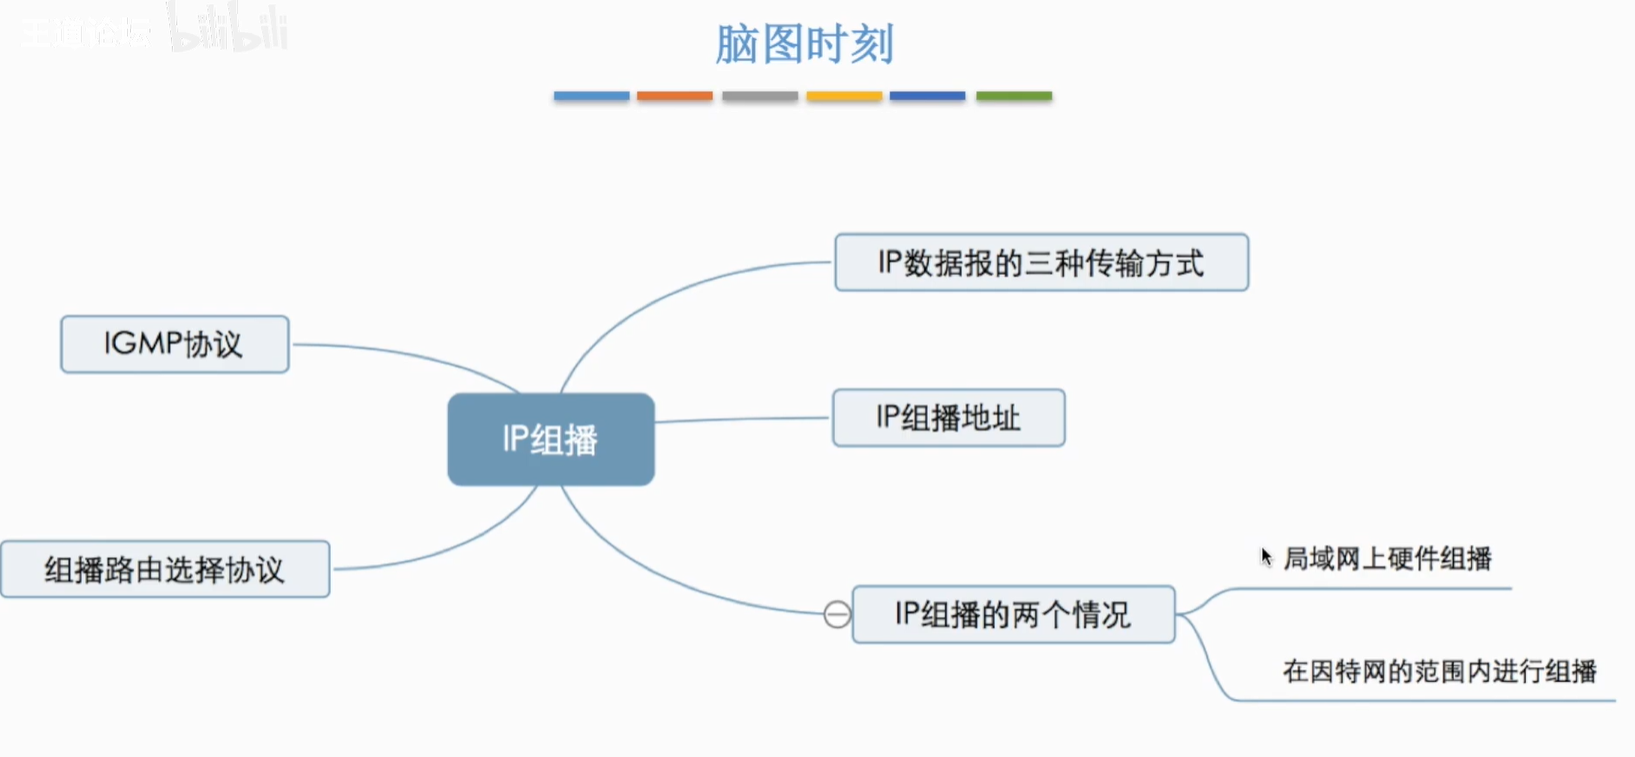 王道论坛
bilibili
脑图时刻
IP数据报的三种传输方式
IGMP协议
IP组播地址
IP组播
组播路由选择协议
局域网上硬件组播
IP组播的两个情况
在因特网的范围内进行组播